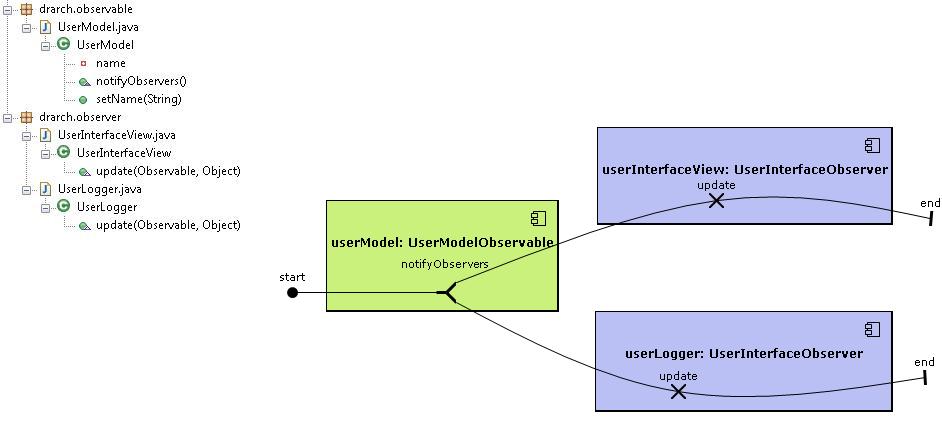 drarch.observable
UserModel.java
UserModel
name
notifyObservers()
setName(String)
drarch.observer
UserInterfaceView.java
UserInterfaceView
update(Observable, Object)
UserLogger.java
UserLogger
update(Observable, Object)
userInterfaceView: UserInterfaceObserver
update
end
userModel: UserModelObservable
notifyObservers
start
userLogger: UserInterfaceObserver
update
end